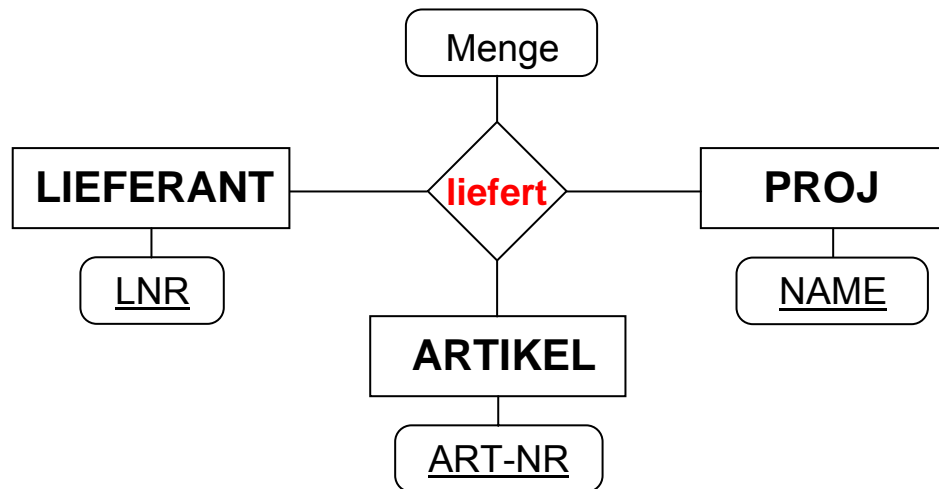 Menge
LIEFERANT
liefert
PROJ
LNR
NAME
ARTIKEL
ART-NR